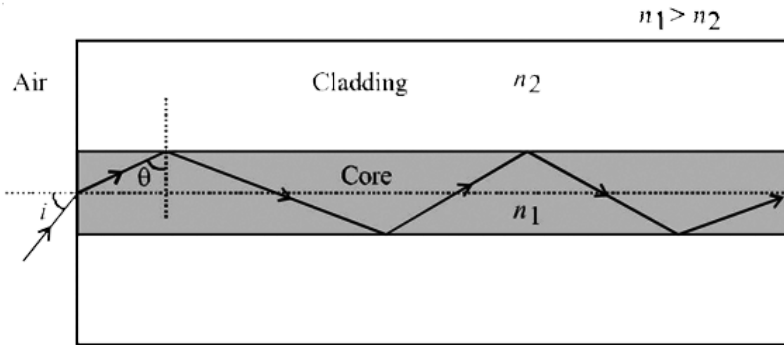 n₁ > n₂
Air
Cladding
n₂
θ
Core
i
n₁